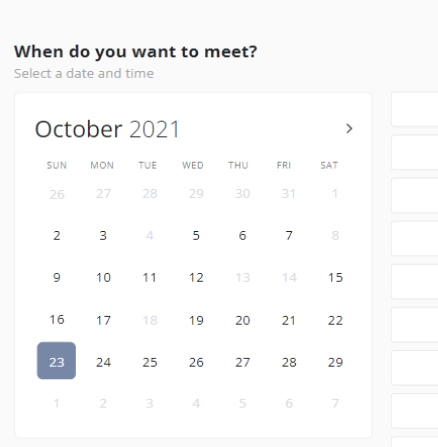 When do you want to meet?
Select a date and time
October 2021
SUN MON TUE WED THU FRI SAT
26 27 28 29 30 31 1
2 3 4 5 6 7 8
9 10 11 12 13 14 15
16 17 18 19 20 21 22
23 24 25 26 27 28 29
1 2 3 4 5 6 7